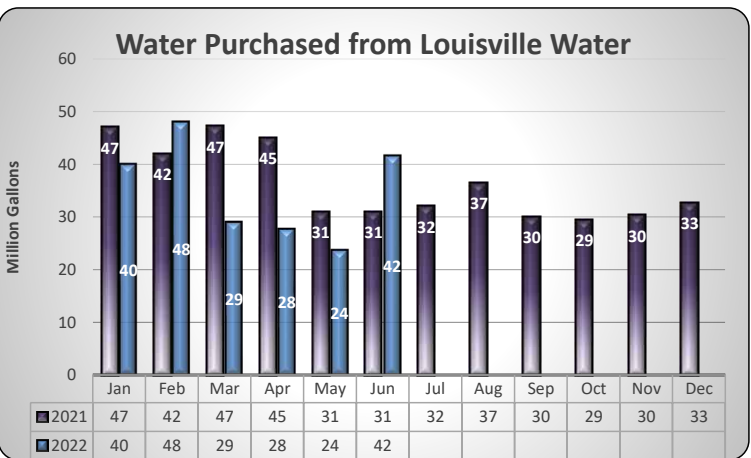 Water Purchased from Louisville Water
60
50
40
30
20
10
0
Million Gallons
47 42 47 45 31 31 32 37 30 29 30 33
40 48 29 28 24 42
Jan Feb Mar Apr May Jun Jul Aug Sep Oct Nov Dec
2021 47 42 47 45 31 31 32 37 30 29 30 33
2022 40 48 29 28 24 42